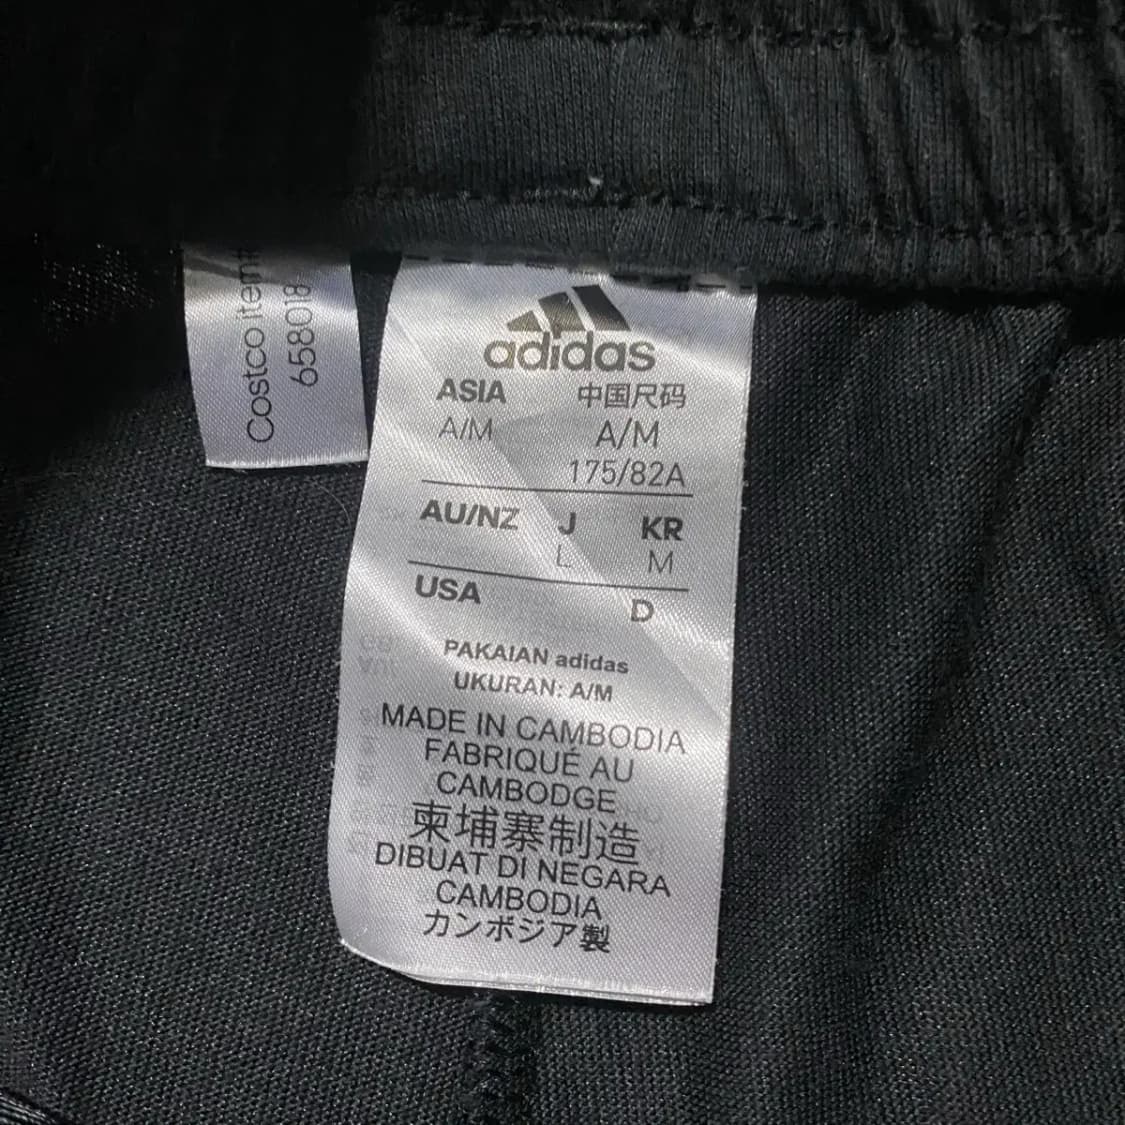 Costco item#
658018
adidas
ASIA 中国尺码
A/M A/M
175/82A
AU/NZ J KR
L M
USA D
PAKAIAN adidas
UKURAN: A/M
MADE IN CAMBODIA
FABRIQUÉ AU
CAMBODGE
柬埔寨制造
DIBUAT DI NEGARA
CAMBODIA
カンボジア製